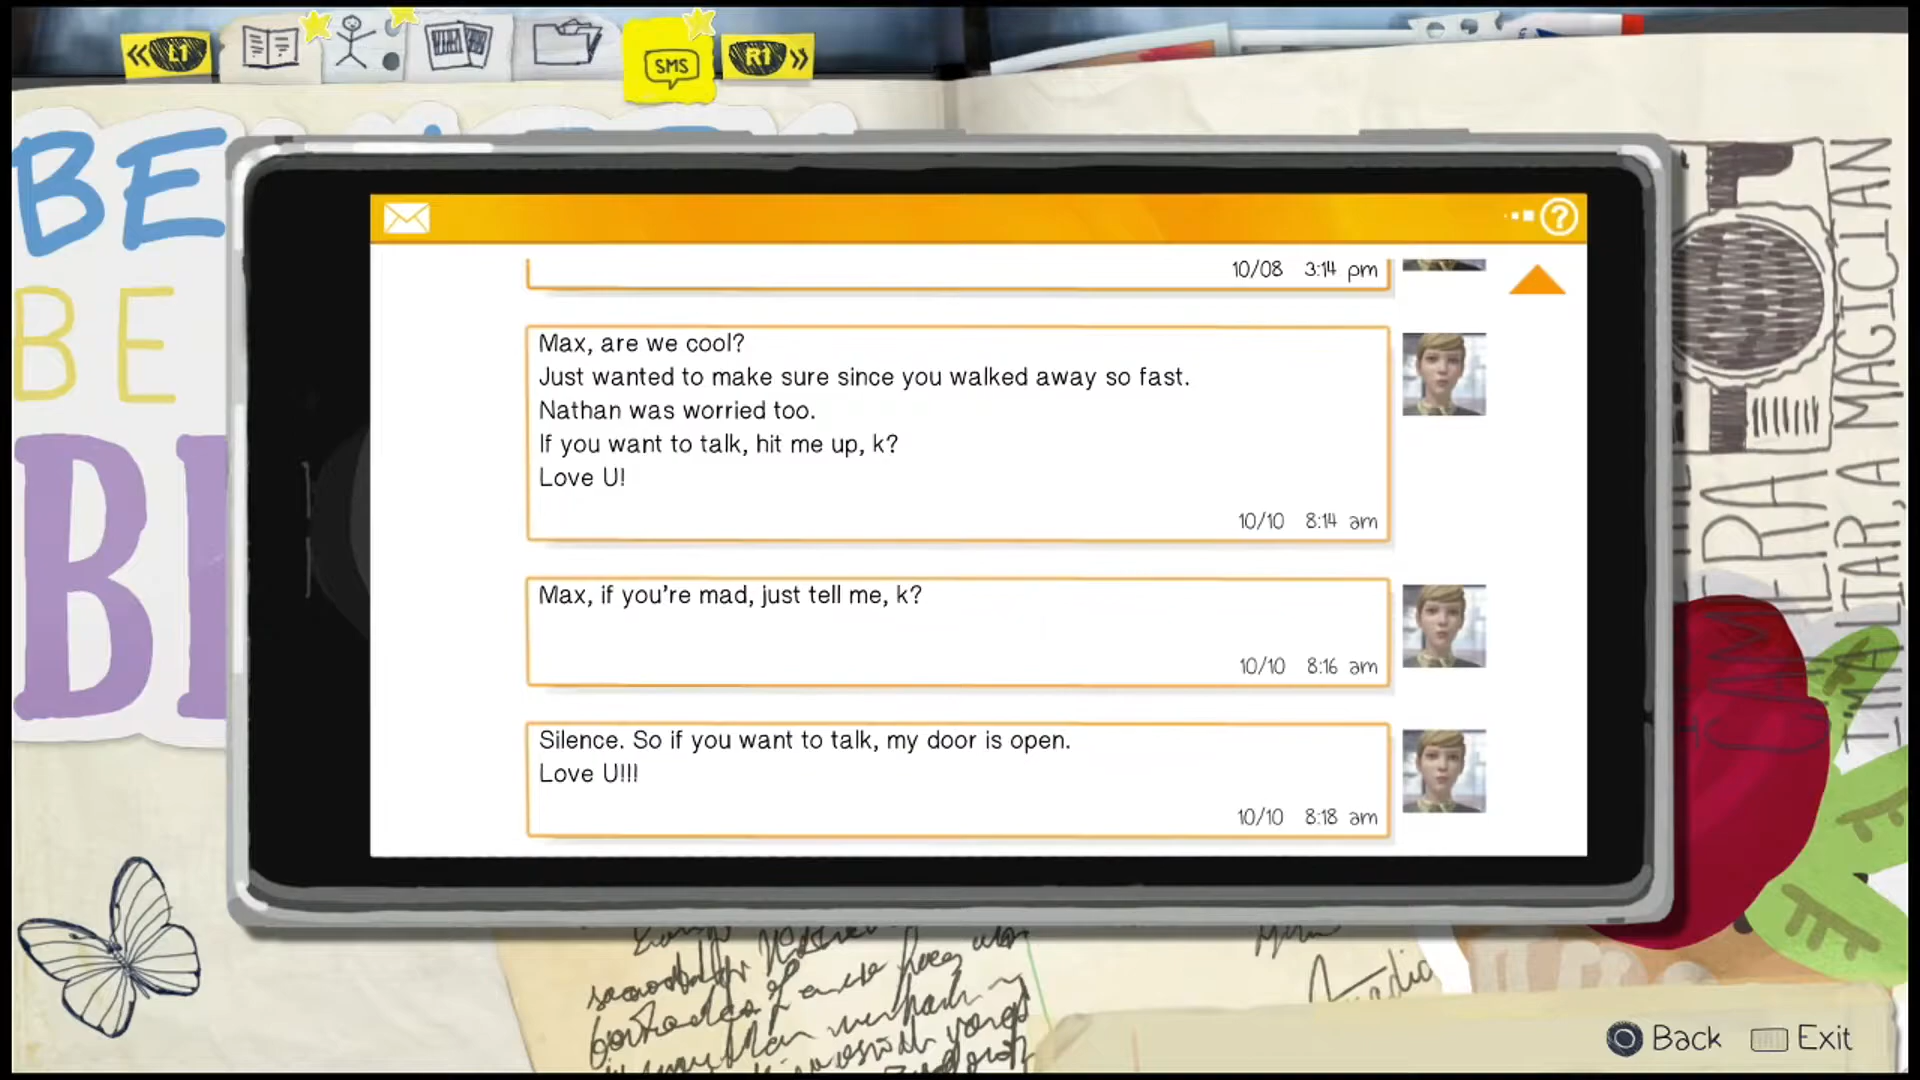 L1
SMS
R1
BE
BE
10/08 3:14 pm
Max, are we cool?
Just wanted to make sure since you walked away so fast.
Nathan was worried too.
If you want to talk, hit me up, k?
Love U!
10/10 8:14 am
Max, if you're mad, just tell me, k?
10/10 8:16 am
Silence. So if you want to talk, my door is open.
Love U!!!
10/10 8:18 am
CAMERA
A MAGICIAN
Back
Exit